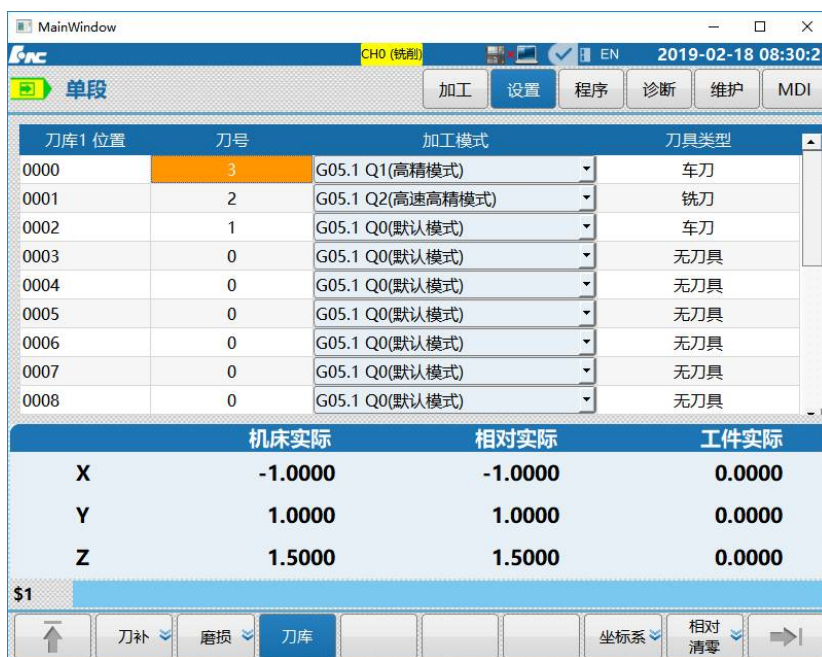 MainWindow
HNC CH0 (铣削) EN 2019-02-18 08:30:2
单段 加工 设置 程序 诊断 维护 MDI
刀库1 位置 刀号 加工模式 刀具类型
0000 3 G05.1 Q1(高精模式) 车刀
0001 2 G05.1 Q2(高速高精模式) 铣刀
0002 1 G05.1 Q0(默认模式) 车刀
0003 0 G05.1 Q0(默认模式) 无刀具
0004 0 G05.1 Q0(默认模式) 无刀具
0005 0 G05.1 Q0(默认模式) 无刀具
0006 0 G05.1 Q0(默认模式) 无刀具
0007 0 G05.1 Q0(默认模式) 无刀具
0008 0 G05.1 Q0(默认模式) 无刀具
机床实际 相对实际 工件实际
X -1.0000 -1.0000 0.0000
Y 1.0000 1.0000 0.0000
Z 1.5000 1.5000 0.0000
$1
刀补 磨损 刀库 坐标系 相对
清零